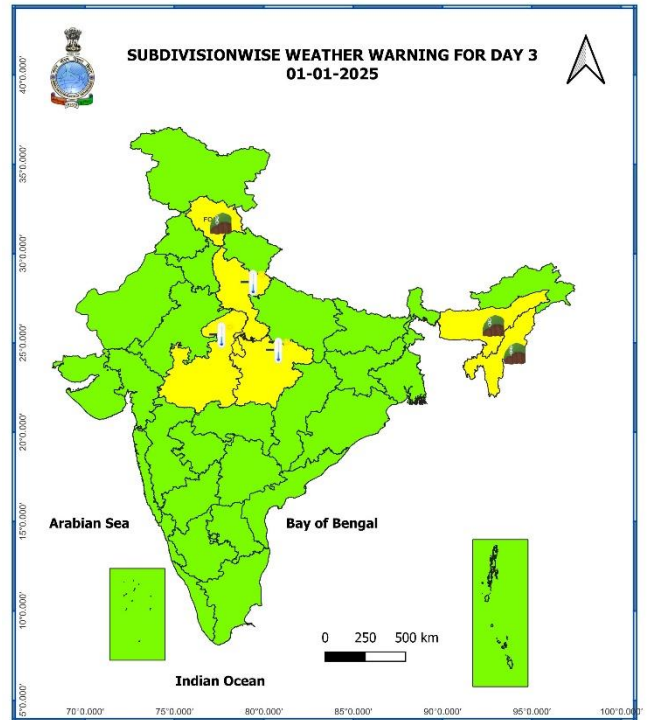 SUBDIVISIONWISE WEATHER WARNING FOR DAY 3
01-01-2025
40°0.000'
35°0.000'
30°0.000'
25°0.000'
20°0.000'
15°0.000'
10°0.000'
5°0.000'
Arabian Sea
Bay of Bengal
0 250 500 km
Indian Ocean
70°0.000' 75°0.000' 80°0.000' 85°0.000' 90°0.000' 95°0.000' 100°0.000'